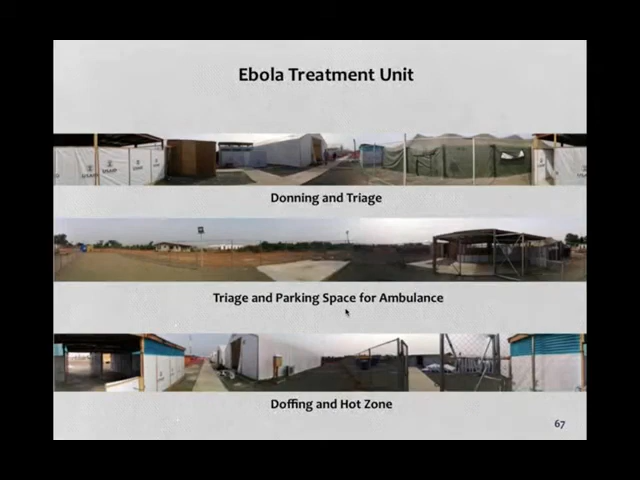 Ebola Treatment Unit
Donning and Triage
Triage and Parking Space for Ambulance
Doffing and Hot Zone
67